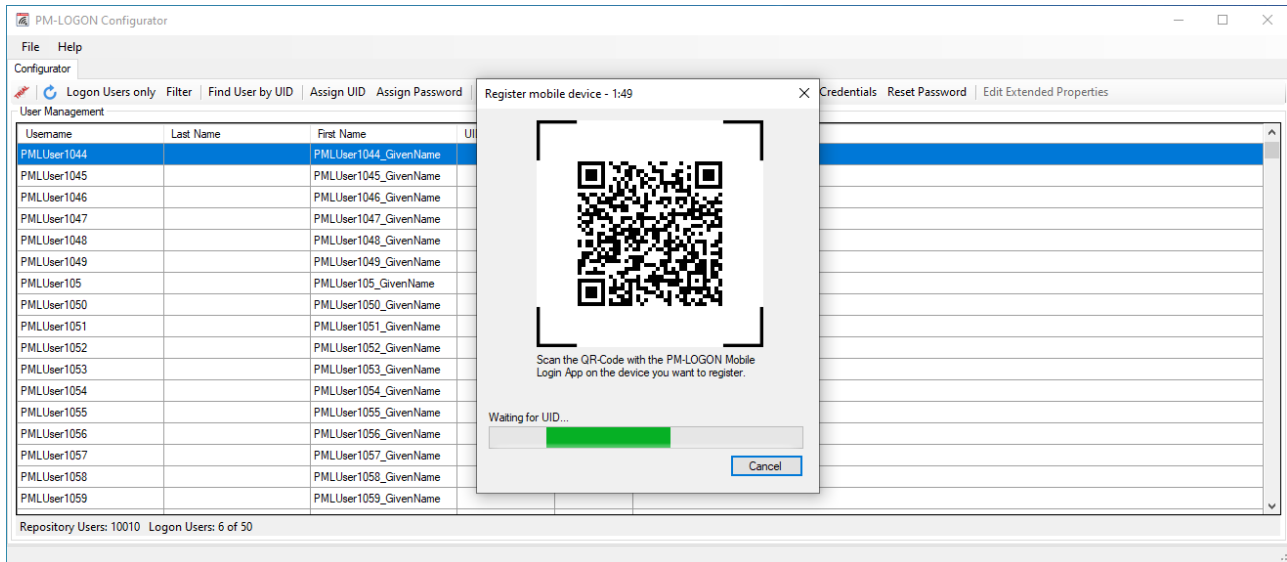 PM-LOGON Configurator
File Help
Configurator
Logon Users only Filter Find User by UID Assign UID Assign Password Credentials Reset Password Edit Extended Properties
User Management
Username Last Name First Name
PMLUser1044 PMLUser1044_GivenName
PMLUser1045 PMLUser1045_GivenName
PMLUser1046 PMLUser1046_GivenName
PMLUser1047 PMLUser1047_GivenName
PMLUser1048 PMLUser1048_GivenName
PMLUser1049 PMLUser1049_GivenName
PMLUser105 PMLUser105_GivenName
PMLUser1050 PMLUser1050_GivenName
PMLUser1051 PMLUser1051_GivenName
PMLUser1052 PMLUser1052_GivenName
PMLUser1053 PMLUser1053_GivenName
PMLUser1054 PMLUser1054_GivenName
PMLUser1055 PMLUser1055_GivenName
PMLUser1056 PMLUser1056_GivenName
PMLUser1057 PMLUser1057_GivenName
PMLUser1058 PMLUser1058_GivenName
PMLUser1059 PMLUser1059_GivenName
Repository Users: 10010 Logon Users: 6 of 50
Register mobile device - 1:49
Scan the QR-Code with the PM-LOGON Mobile
Login App on the device you want to register.
Waiting for UID...
Cancel